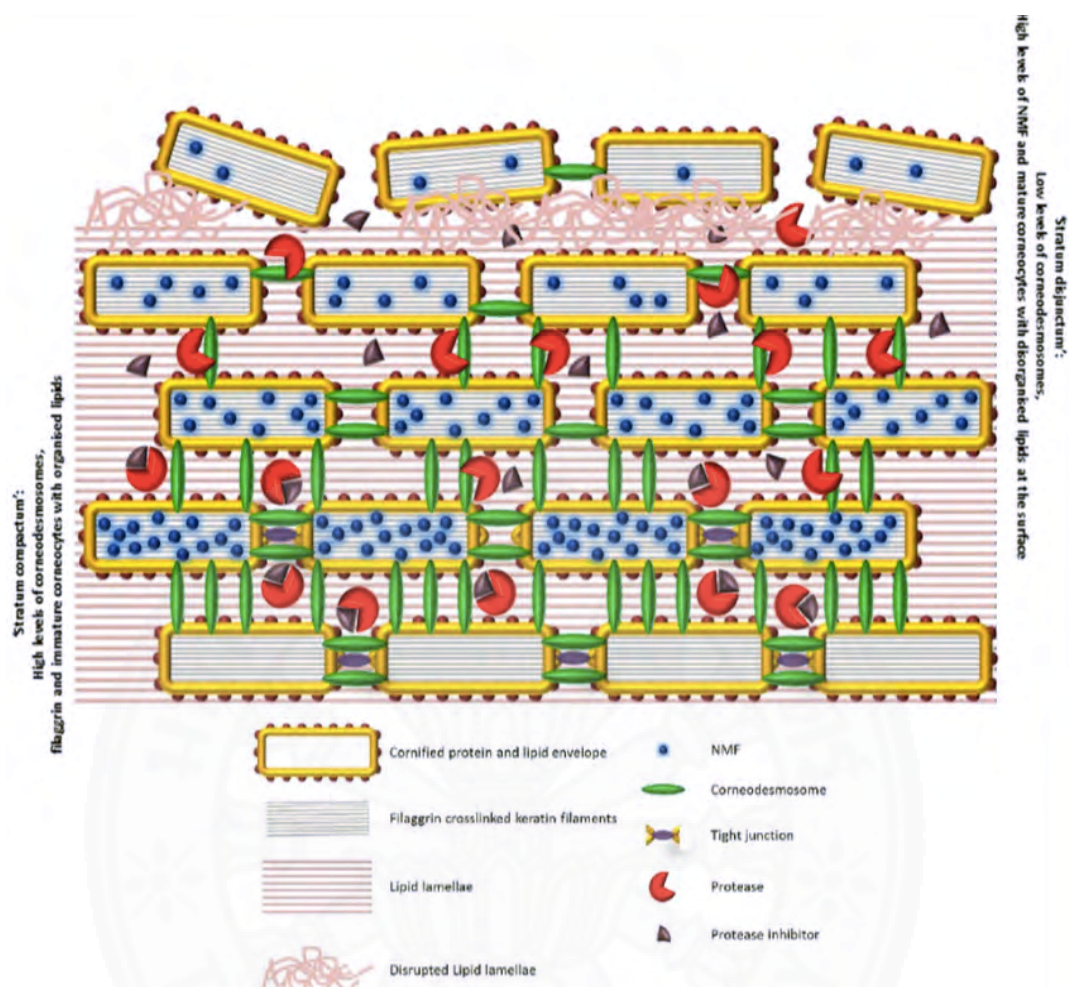 Stratum compactum':
High levels of corneodesmosomes,
filaggrin and immature corneocytes with organised lipids
Stratum disjunctum':
Low levels of corneodesmosomes,
High levels of NMF and mature corneocytes with disorganised lipids at the surface
Cornified protein and lipid envelope
Filaggrin crosslinked keratin filaments
Lipid lamellae
Disrupted Lipid lamellae
NMF
Corneodesmosome
Tight junction
Protease
Protease inhibitor